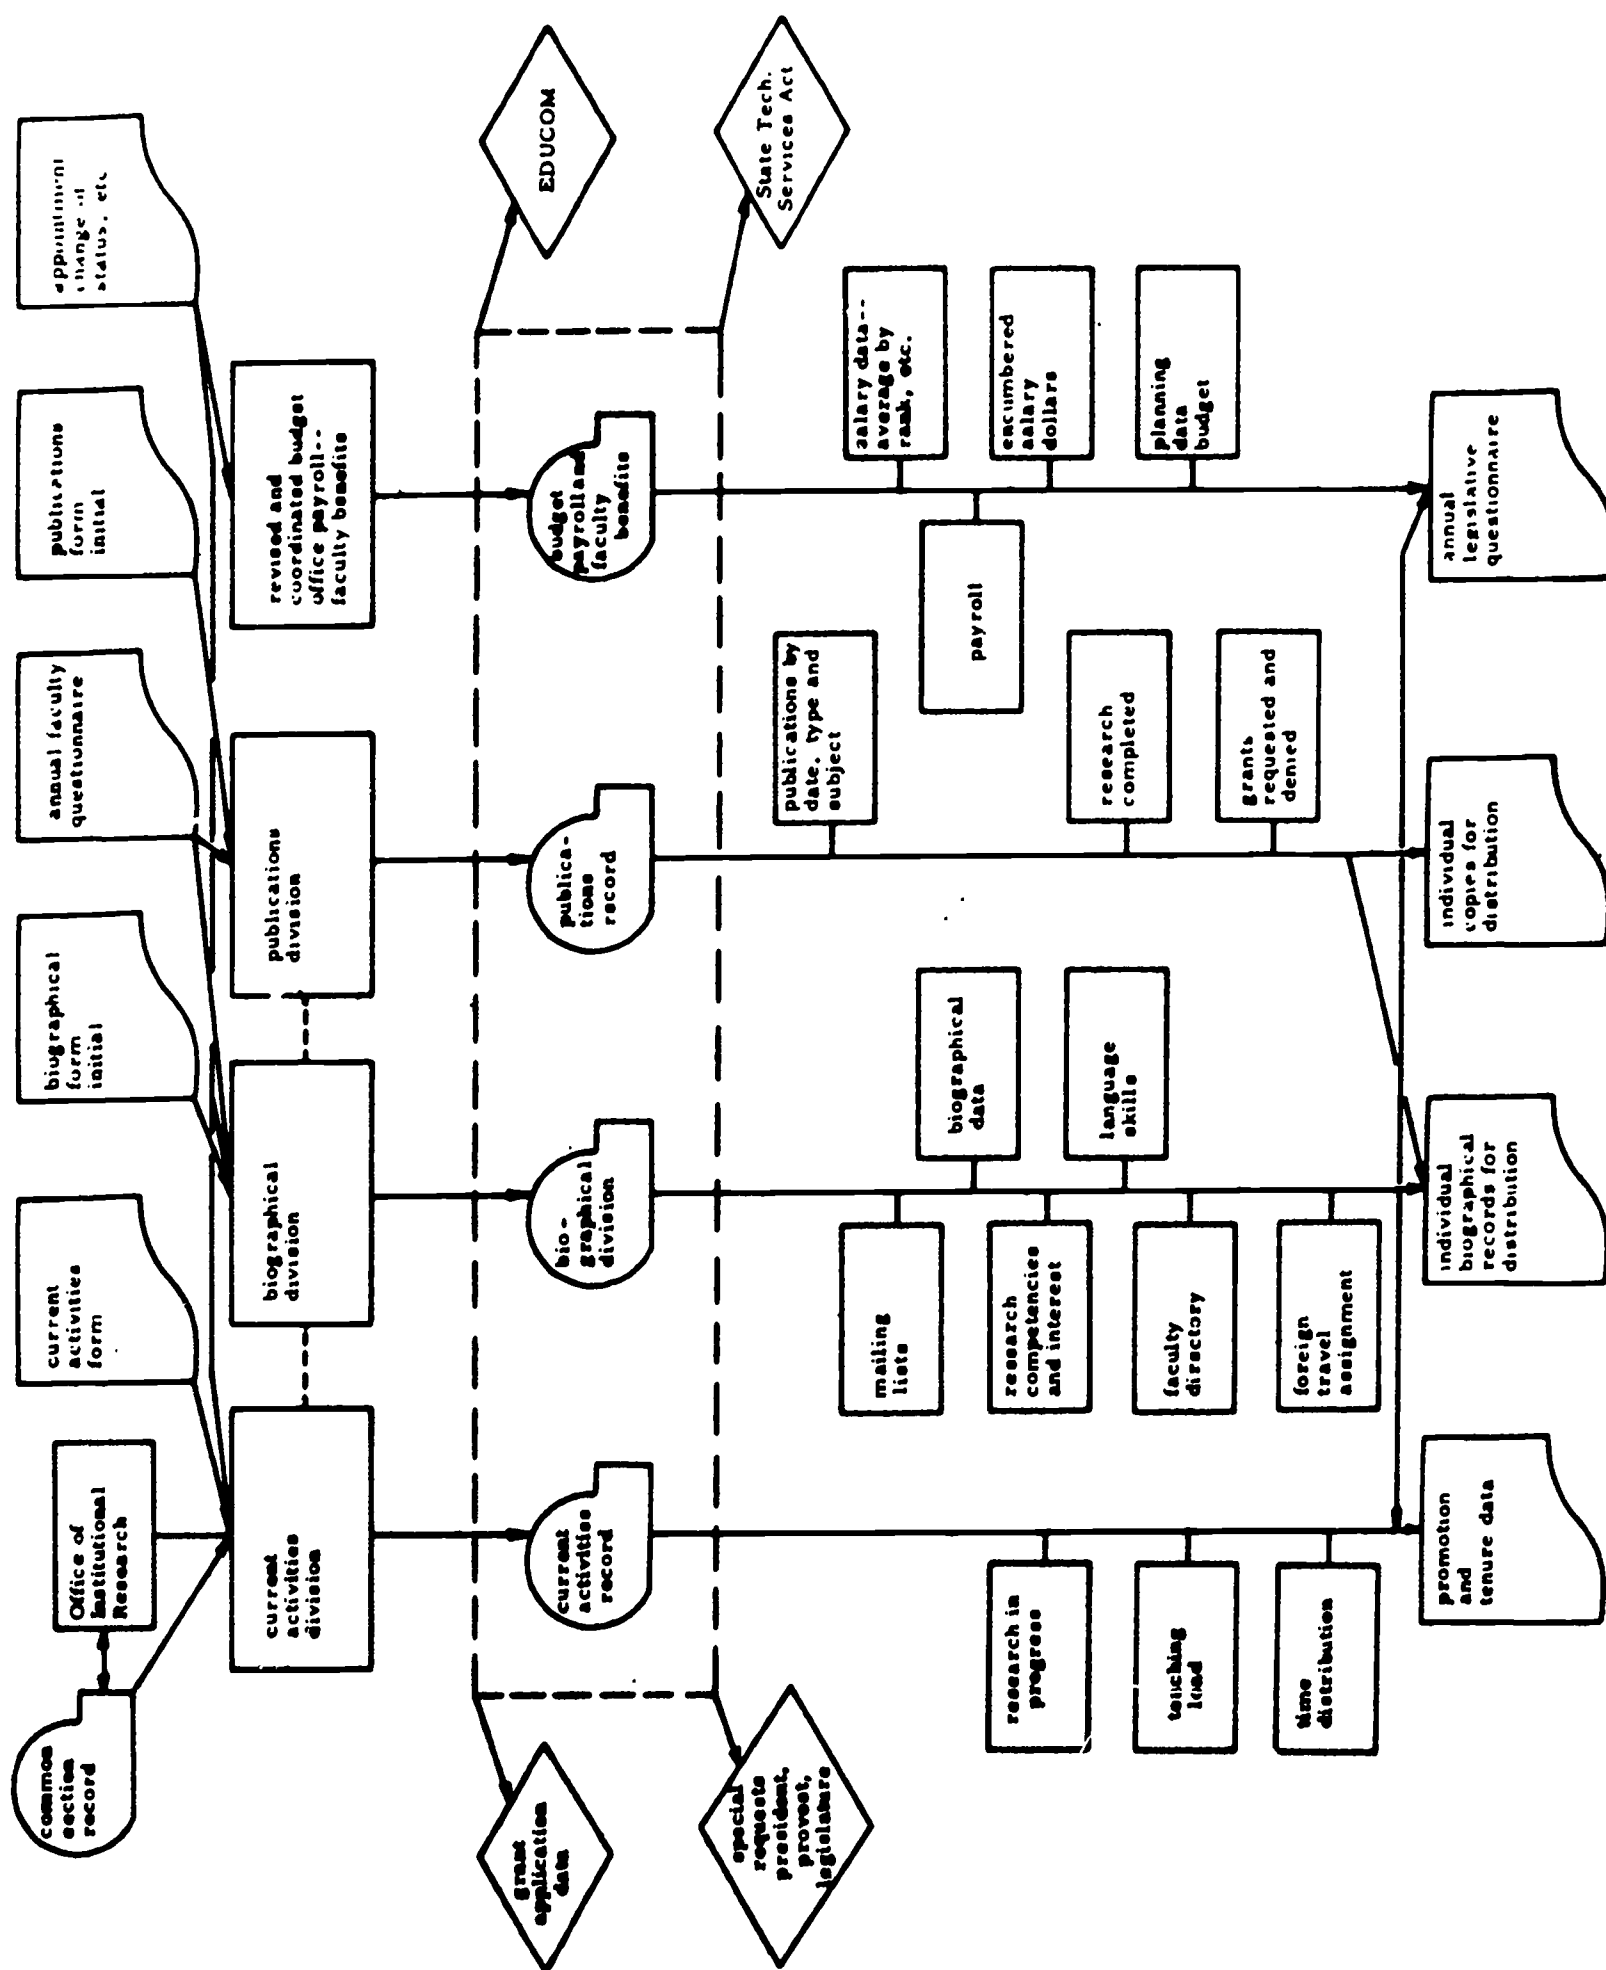 common
section
record
Office of
Institutional
Research
current
activities
form
biographical
form
initial
annual faculty
questionnaire
publications
form
initial
appointment
change of
status, etc
current
activities
division
biographical
division
publications
division
revised and
coordinated budget
office payroll--
faculty benefits
grant
application
data
EDUCOM
current
activities
record
bio-
graphical
division
publica-
tions
record
budget
payroll and
faculty
benefits
special
requests
president,
provost,
legislature
State Tech.
Services Act
research in
progress
teaching
load
time
distribution
mailing
lists
research
competencies
and interest
faculty
directory
foreign
travel
assignment
biographical
data
language
skills
publications by
date, type and
subject
research
completed
grants
requested and
denied
payroll
salary data--
average by
rank, etc.
encumbered
salary
dollars
planning
data
budget
promotion
and
tenure data
individual
biographical
records for
distribution
individual
copies for
distribution
annual
legislative
questionnaire